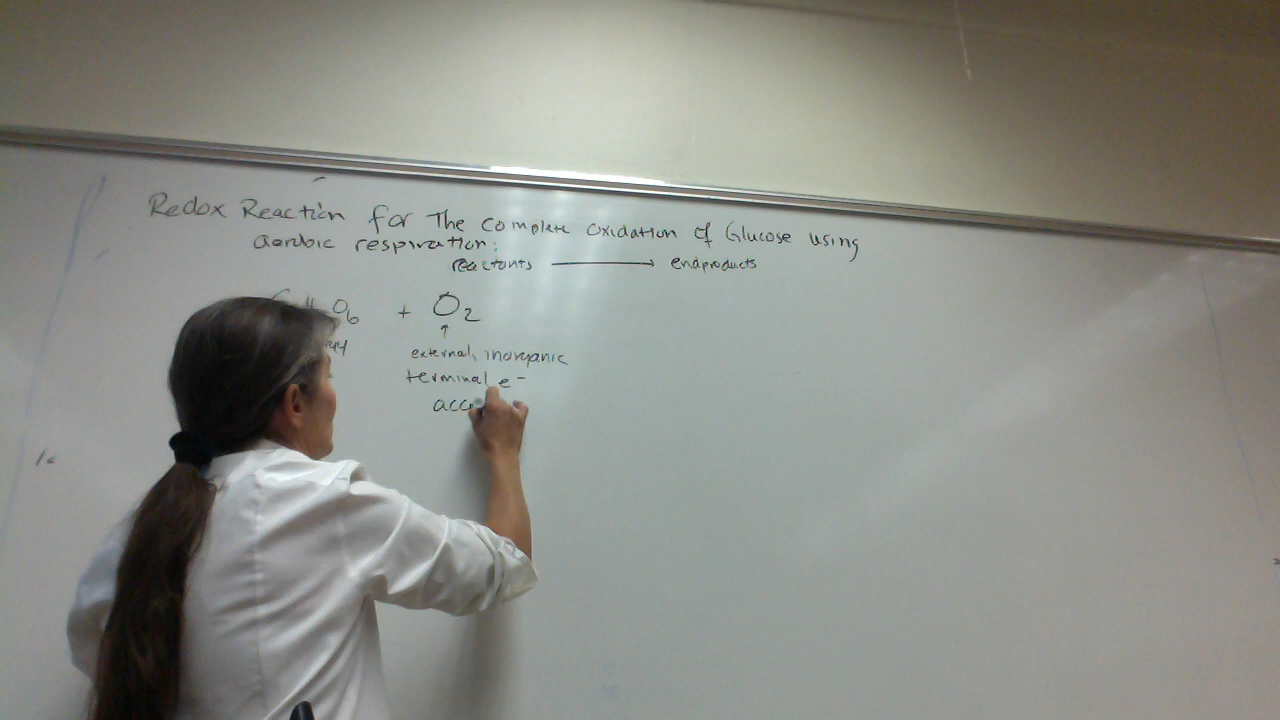 Redox Reaction for The complete oxidation of Glucose using
aerobic respiration:
reactants → endproducts
O6 + O2
↑
external, inorganic
terminal e-